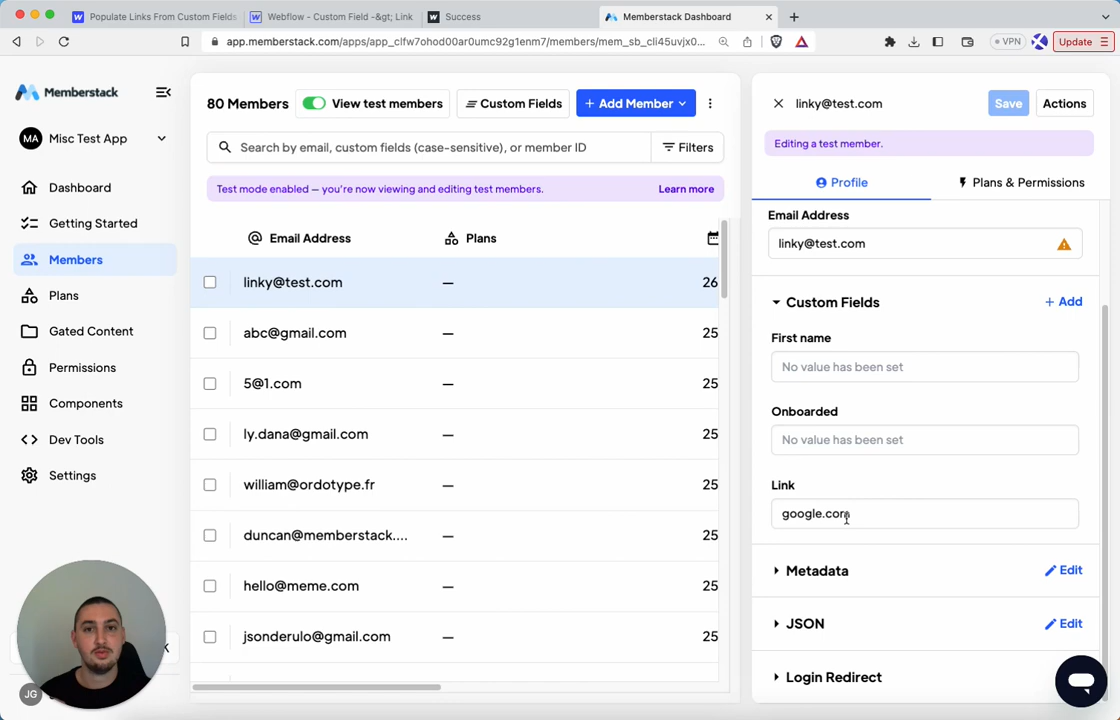 Populate Links From Custom Fields
Webflow - Custom Field -&gt; Link
Success
Memberstack Dashboard
app.memberstack.com/apps/app_clfw7ohod00ar0umc92g1enm7/members/mem_sb_cli45uvjx0...
VPN
Update
Memberstack
MA
Misc Test App
Dashboard
Getting Started
Members
Plans
Gated Content
Permissions
Components
Dev Tools
Settings
JG
80 Members
View test members
Custom Fields
+ Add Member
Search by email, custom fields (case-sensitive), or member ID
Filters
Test mode enabled — you're now viewing and editing test members.
Learn more
Email Address
Plans
linky@test.com
—
26
abc@gmail.com
—
25
5@1.com
—
25
ly.dana@gmail.com
—
25
william@ordotype.fr
—
25
duncan@memberstack....
—
25
hello@meme.com
—
25
jsonderulo@gmail.com
—
25
linky@test.com
Save
Actions
Editing a test member.
Profile
Plans & Permissions
Email Address
linky@test.com
Custom Fields
+ Add
First name
No value has been set
Onboarded
No value has been set
Link
google.com
Metadata
Edit
JSON
Edit
Login Redirect